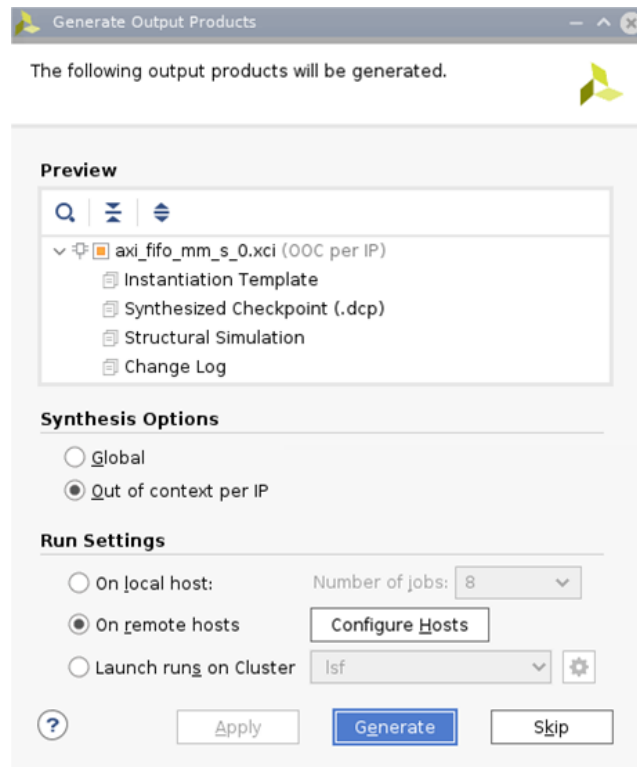 Generate Output Products
The following output products will be generated.
Preview
axi_fifo_mm_s_0.xci (OOC per IP)
Instantiation Template
Synthesized Checkpoint (.dcp)
Structural Simulation
Change Log
Synthesis Options
Global
Out of context per IP
Run Settings
On local host: Number of jobs: 8
On remote hosts Configure Hosts
Launch runs on Cluster lsf
? Apply Generate Skip